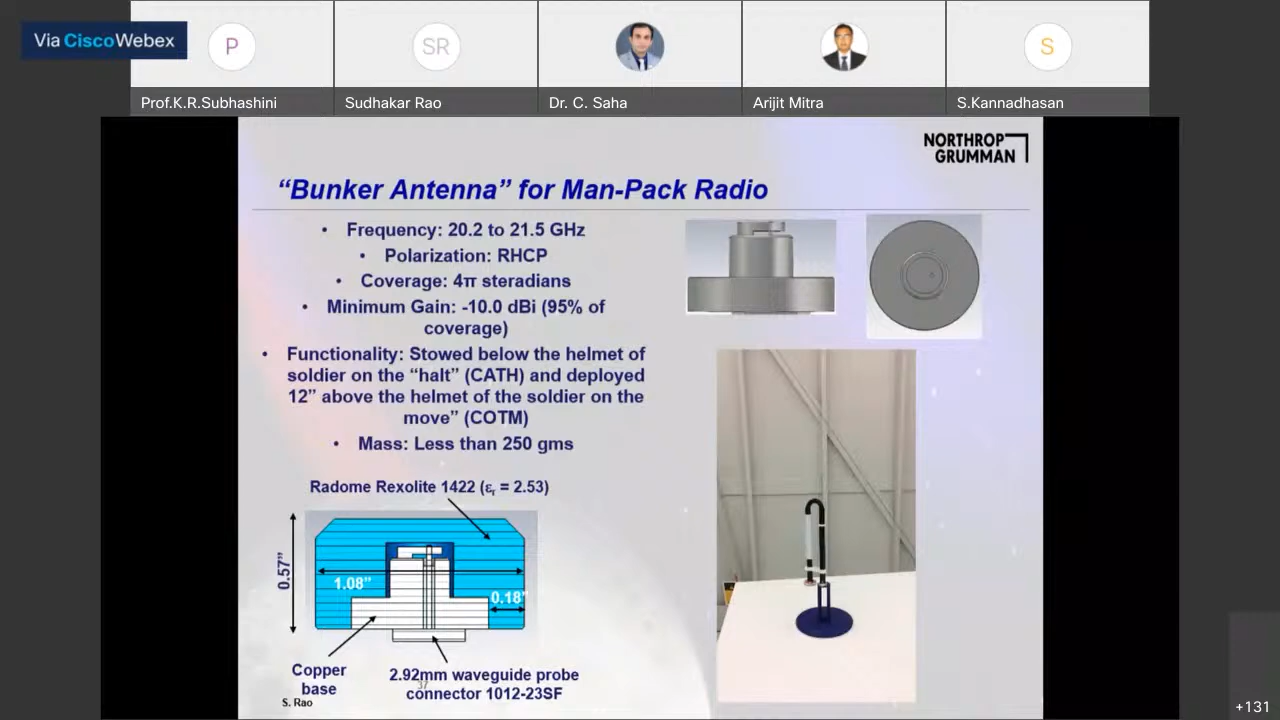 Via CiscoWebex
P
SR
S
Prof.K.R.Subhashini
Sudhakar Rao
Dr. C. Saha
Arijit Mitra
S.Kannadhasan
NORTHROP
GRUMMAN
“Bunker Antenna” for Man-Pack Radio
• Frequency: 20.2 to 21.5 GHz
• Polarization: RHCP
• Coverage: 4π steradians
• Minimum Gain: -10.0 dBi (95% of
coverage)
• Functionality: Stowed below the helmet of
soldier on the “halt” (CATH) and deployed
12” above the helmet of the soldier on the
move” (COTM)
• Mass: Less than 250 gms
Radome Rexolite 1422 (εr = 2.53)
0.57”
1.08”
0.18”
Copper
base
2.92mm waveguide probe
connector 1012-23SF
37
S. Rao
+131